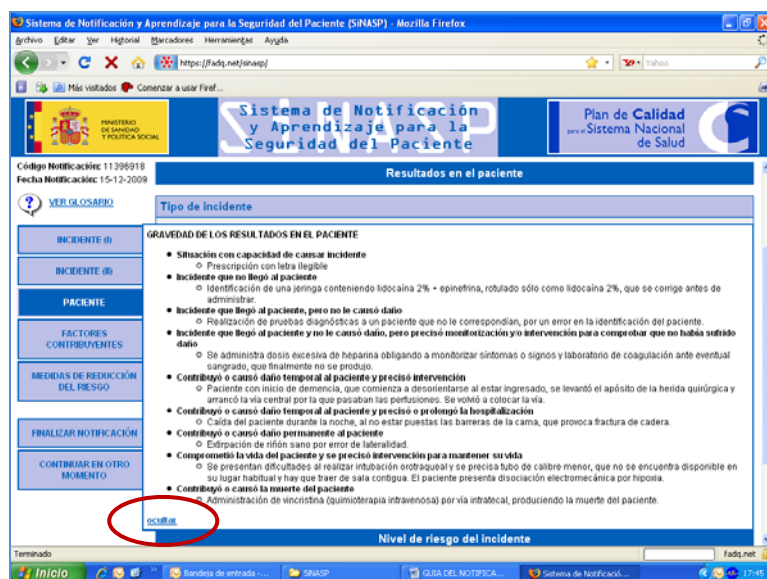 Sistema de Notificación y Aprendizaje para la Seguridad del Paciente (SiNASP) - Mozilla Firefox
Archivo Editar Ver Historial Marcadores Herramientas Ayuda
https://fadq.net/sinasp/
Yahoo
Más visitados Comenzar a usar Firef...
MINISTERIO
DE SANIDAD
Y POLÍTICA SOCIAL
Sistema de Notificación
y Aprendizaje para la
Seguridad del Paciente
SiNASP
Plan de Calidad
para el Sistema Nacional
de Salud
Código Notificación: 11396918
Fecha Notificación: 15-12-2009
Resultados en el paciente
VER GLOSARIO
Tipo de incidente
INCIDENTE (I)
INCIDENTE (II)
PACIENTE
FACTORES
CONTRIBUYENTES
MEDIDAS DE REDUCCIÓN
DEL RIESGO
FINALIZAR NOTIFICACIÓN
CONTINUAR EN OTRO
MOMENTO
GRAVEDAD DE LOS RESULTADOS EN EL PACIENTE
Situación con capacidad de causar incidente
Prescripción con letra ilegible
Incidente que no llegó al paciente
Identificación de una jeringa conteniendo lidocaína 2% + epinefrina, rotulado sólo como lidocaína 2%, que se corrige antes de
administrar.
Incidente que llegó al paciente, pero no le causó daño
Realización de pruebas diagnósticas a un paciente que no le correspondían, por un error en la identificación del paciente.
Incidente que llegó al paciente y no le causó daño, pero precisó monitorización y/o intervención para comprobar que no había sufrido
daño
Se administra dosis excesiva de heparina obligando a monitorizar síntomas o signos y laboratorio de coagulación ante eventual
sangrado, que finalmente no se produjo.
Contribuyó o causó daño temporal al paciente y precisó intervención
Paciente con inicio de demencia, que comienza a desorientarse al estar ingresado, se levantó el apósito de la herida quirúrgica y
arrancó la vía central por la que pasaban las perfusiones. Se volvió a colocar la vía.
Contribuyó o causó daño temporal al paciente y precisó o prolongó la hospitalización
Caída del paciente durante la noche, al no estar puestas las barreras de la cama, que provoca fractura de cadera.
Contribuyó o causó daño permanente al paciente
Extirpación de riñón sano por error de lateralidad.
Comprometió la vida del paciente y se precisó intervención para mantener su vida
Se presentan dificultades al realizar intubación orotraqueal y se precisa tubo de calibre menor, que no se encuentra disponible en
su lugar habitual y hay que traer de sala contigua. El paciente presenta disociación electromecánica por hipoxia.
Contribuyó o causó la muerte del paciente
Administración de vincristina (quimioterapia intravenosa) por vía intratecal, produciendo la muerte del paciente.
ocultar
Nivel de riesgo del incidente
Terminado
fadq.net
Inicio
Bandeja de entrada -...
SINASP
GUIA DEL NOTIFICA...
Sistema de Notificació...
17:45